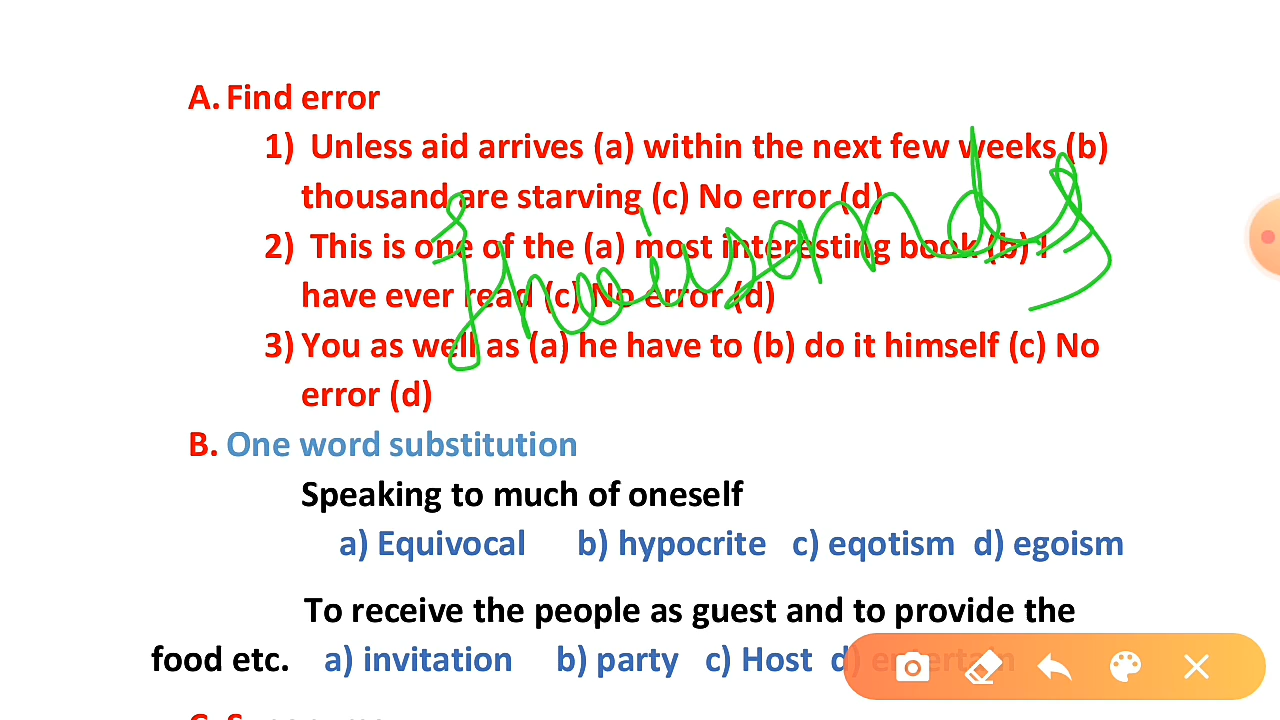 A. Find error
1) Unless aid arrives (a) within the next few weeks (b)
thousand are starving (c) No error (d)
thousands
2) This is one of the (a) most interesting book (b) I
have ever read (c) No error (d)
3) You as well as (a) he have to (b) do it himself (c) No
error (d)
B. One word substitution
Speaking to much of oneself
a) Equivocal b) hypocrite c) eqotism d) egoism
To receive the people as guest and to provide the
food etc. a) invitation b) party c) Host d) entertain